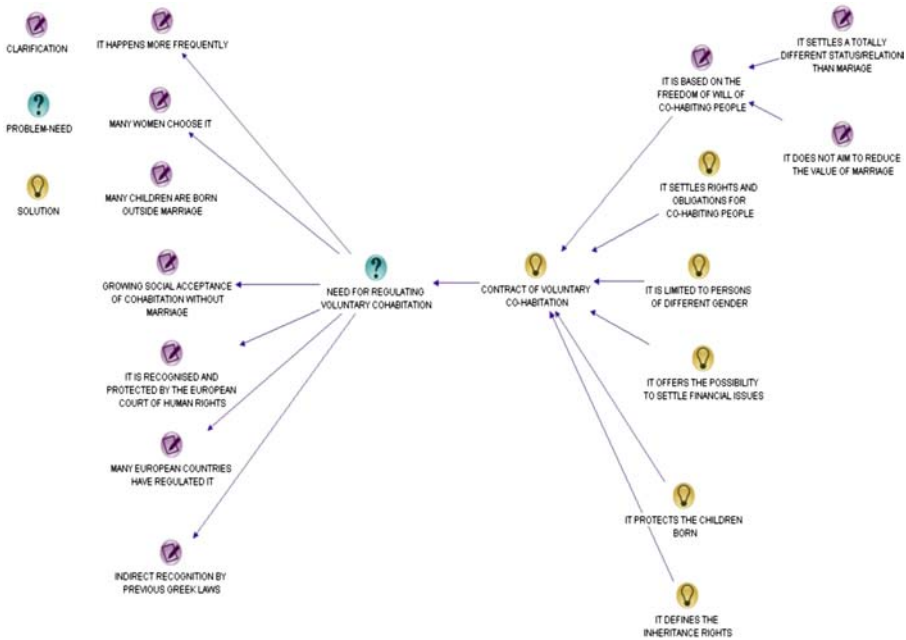 CLARIFICATION
PROBLEM-NEED
SOLUTION
IT HAPPENS MORE FREQUENTLY
MANY WOMEN CHOOSE IT
MANY CHILDREN ARE BORN
OUTSIDE MARRIAGE
GROWING SOCIAL ACCEPTANCE
OF COHABITATION WITHOUT
MARRIAGE
IT IS RECOGNISED AND
PROTECTED BY THE EUROPEAN
COURT OF HUMAN RIGHTS
MANY EUROPEAN COUNTRIES
HAVE REGULATED IT
INDIRECT RECOGNITION BY
PREVIOUS GREEK LAWS
NEED FOR REGULATING
VOLUNTARY COHABITATION
CONTRACT OF VOLUNTARY
CO-HABITATION
IT IS BASED ON THE
FREEDOM OF WILL OF
CO-HABITING PEOPLE
IT SETTLES A TOTALLY
DIFFERENT STATUS/RELATION
THAN MARIAGE
IT DOES NOT AIM TO REDUCE
THE VALUE OF MARRIAGE
IT SETTLES RIGHTS AND
OBLIGATIONS FOR
CO-HABITING PEOPLE
IT IS LIMITED TO PERSONS
OF DIFFERENT GENDER
IT OFFERS THE POSSIBILITY
TO SETTLE FINANCIAL ISSUES
IT PROTECTS THE CHILDREN
BORN
IT DEFINES THE
INHERITANCE RIGHTS